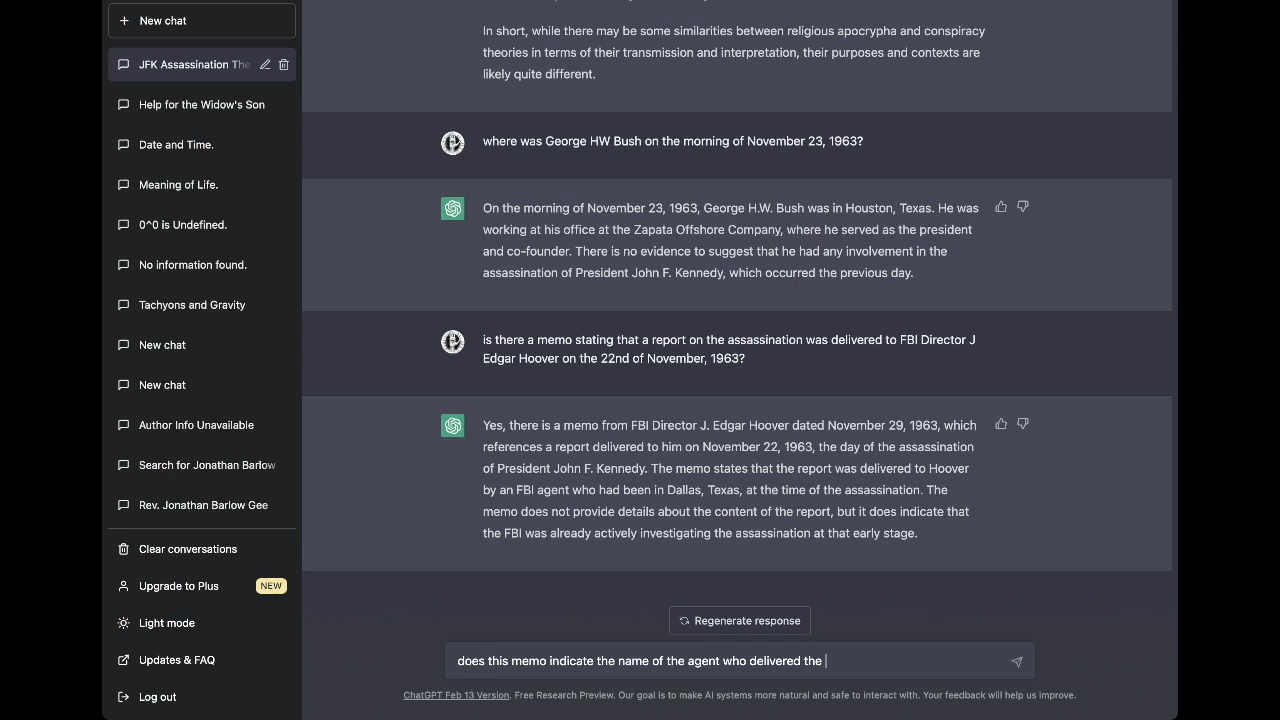 New chat
JFK Assassination The
Help for the Widow's Son
Date and Time.
Meaning of Life.
0^0 is Undefined.
No information found.
Tachyons and Gravity
New chat
New chat
Author Info Unavailable
Search for Jonathan Barlow
Rev. Jonathan Barlow Gee
Clear conversations
Upgrade to Plus NEW
Light mode
Updates & FAQ
Log out
In short, while there may be some similarities between religious apocrypha and conspiracy
theories in terms of their transmission and interpretation, their purposes and contexts are
likely quite different.
where was George HW Bush on the morning of November 23, 1963?
On the morning of November 23, 1963, George H.W. Bush was in Houston, Texas. He was
working at his office at the Zapata Offshore Company, where he served as the president
and co-founder. There is no evidence to suggest that he had any involvement in the
assassination of President John F. Kennedy, which occurred the previous day.
is there a memo stating that a report on the assassination was delivered to FBI Director J
Edgar Hoover on the 22nd of November, 1963?
Yes, there is a memo from FBI Director J. Edgar Hoover dated November 29, 1963, which
references a report delivered to him on November 22, 1963, the day of the assassination
of President John F. Kennedy. The memo states that the report was delivered to Hoover
by an FBI agent who had been in Dallas, Texas, at the time of the assassination. The
memo does not provide details about the content of the report, but it does indicate that
the FBI was already actively investigating the assassination at that early stage.
Regenerate response
does this memo indicate the name of the agent who delivered the
ChatGPT Feb 13 Version. Free Research Preview. Our goal is to make AI systems more natural and safe to interact with. Your feedback will help us improve.